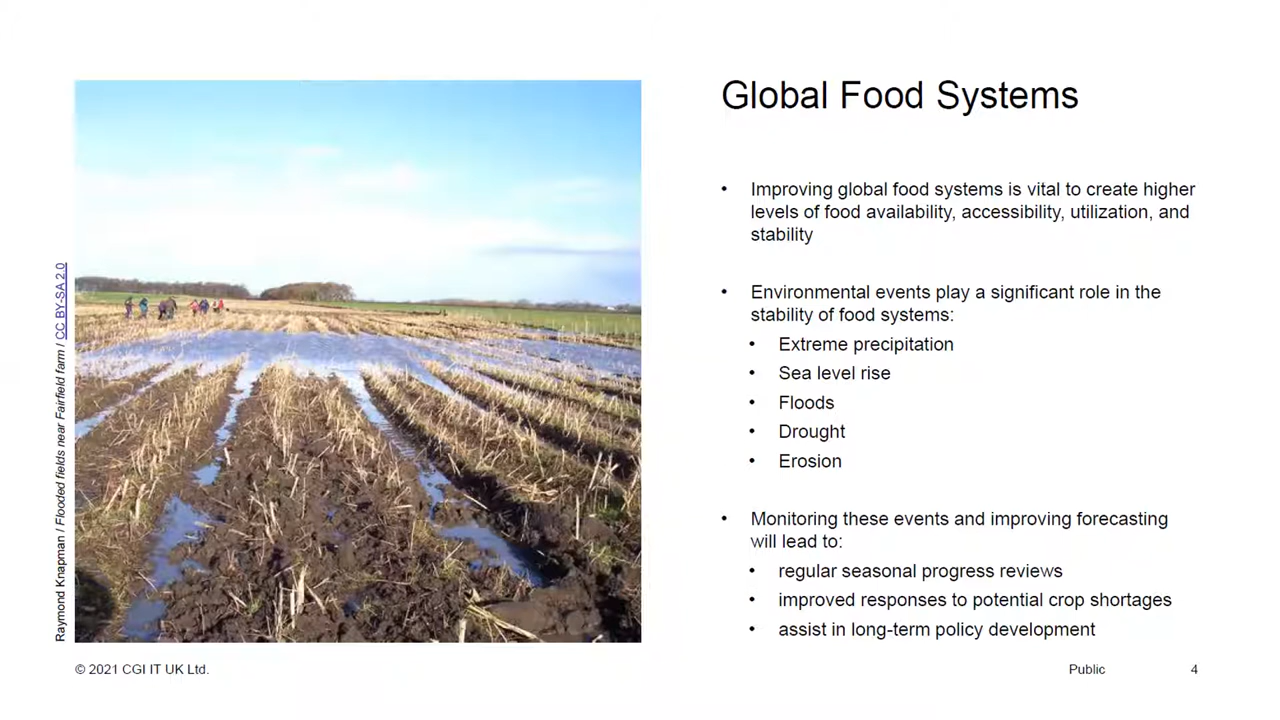 Global Food Systems
• Improving global food systems is vital to create higher
levels of food availability, accessibility, utilization, and
stability
• Environmental events play a significant role in the
stability of food systems:
• Extreme precipitation
• Sea level rise
• Floods
• Drought
• Erosion
• Monitoring these events and improving forecasting
will lead to:
• regular seasonal progress reviews
• improved responses to potential crop shortages
• assist in long-term policy development
Raymond Knapman / Flooded fields near Fairfield farm / CC BY-SA 2.0
© 2021 CGI IT UK Ltd.
Public
4